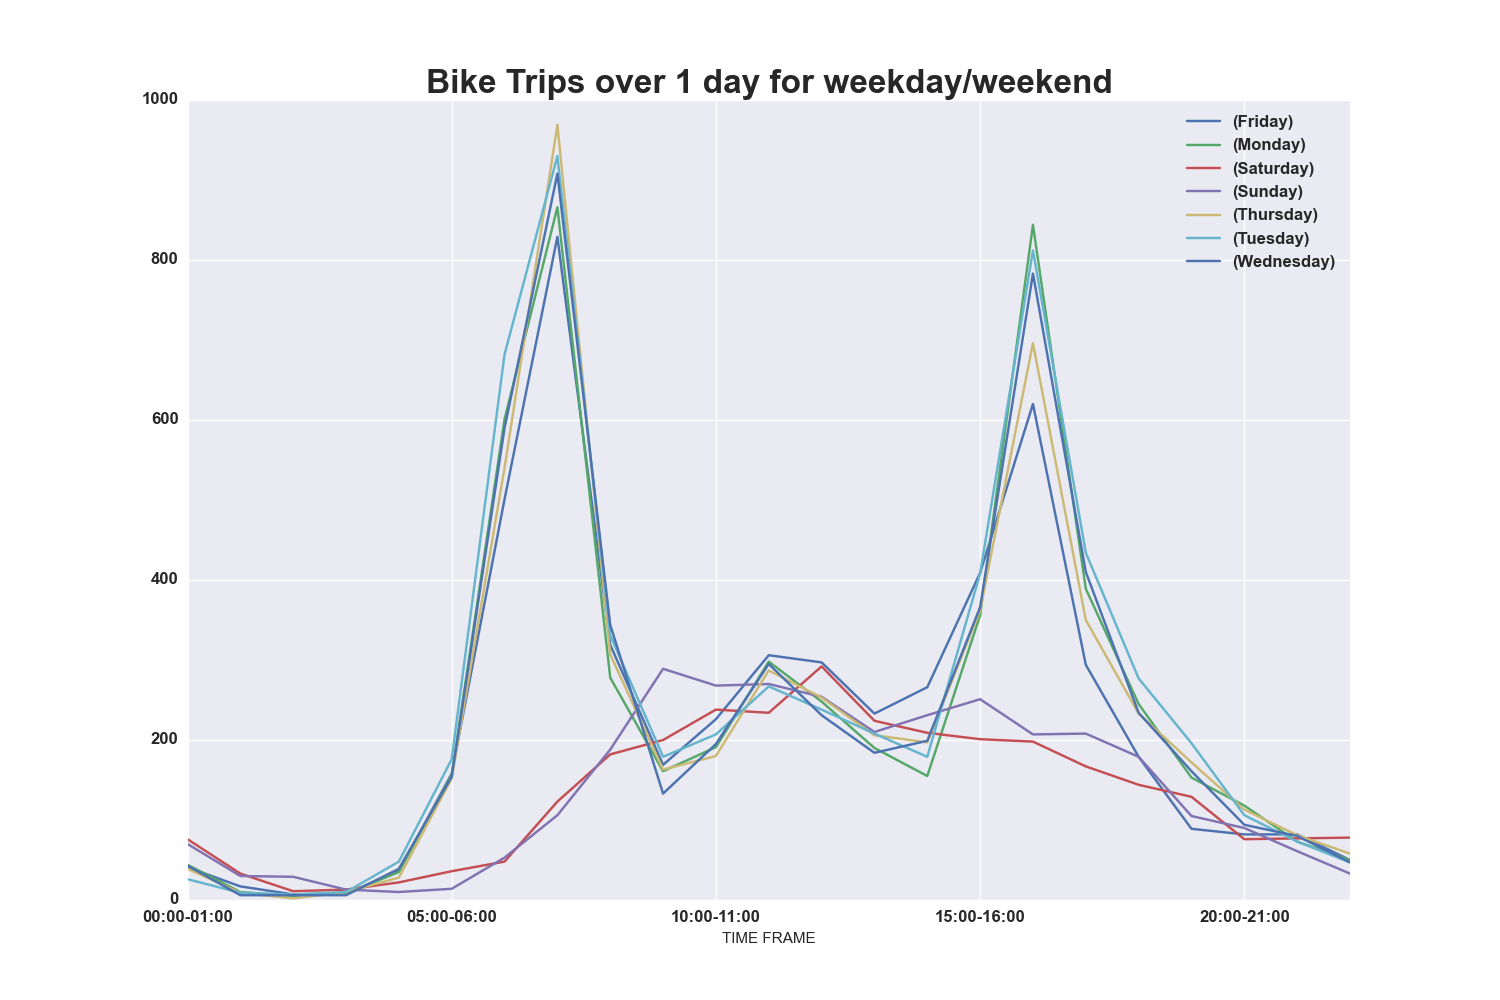 Bike Trips over 1 day for weekday/weekend
1000
800
600
400
200
0
(Friday)
(Monday)
(Saturday)
(Sunday)
(Thursday)
(Tuesday)
(Wednesday)
00:00-01:00 05:00-06:00 10:00-11:00 15:00-16:00 20:00-21:00
TIME FRAME